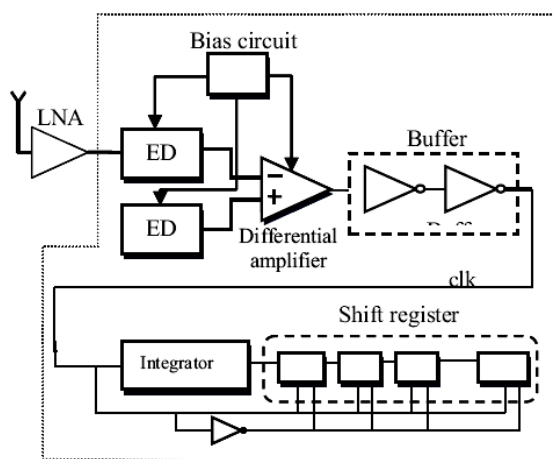 Bias circuit
LNA
ED
Buffer
−
+
ED
Differential
amplifier
clk
Shift register
Integrator